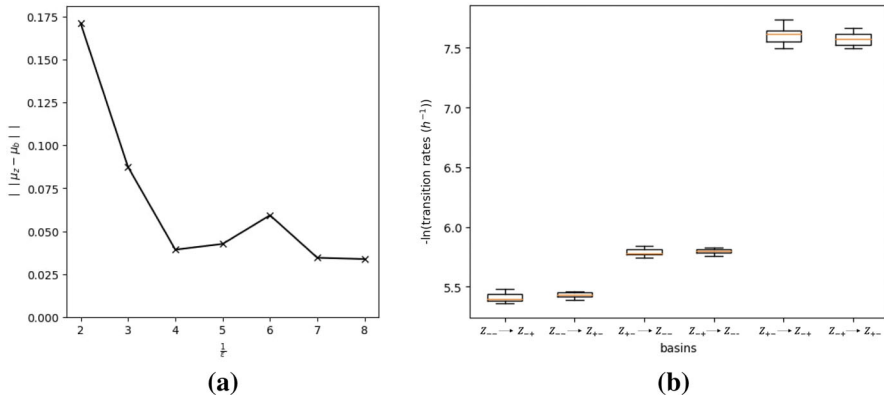 0.175
0.150
0.125
0.100
0.075
0.050
0.025
0.000
| | μz − μb | |
2 3 4 5 6 7 8
1/ε
(a)
7.5
7.0
6.5
6.0
5.5
-ln(transition rates (h⁻¹))
z−− → z−+ z−− → z+− z+− → z−− z−+ → z−− z+− → z−+ z−+ → z+−
basins
(b)